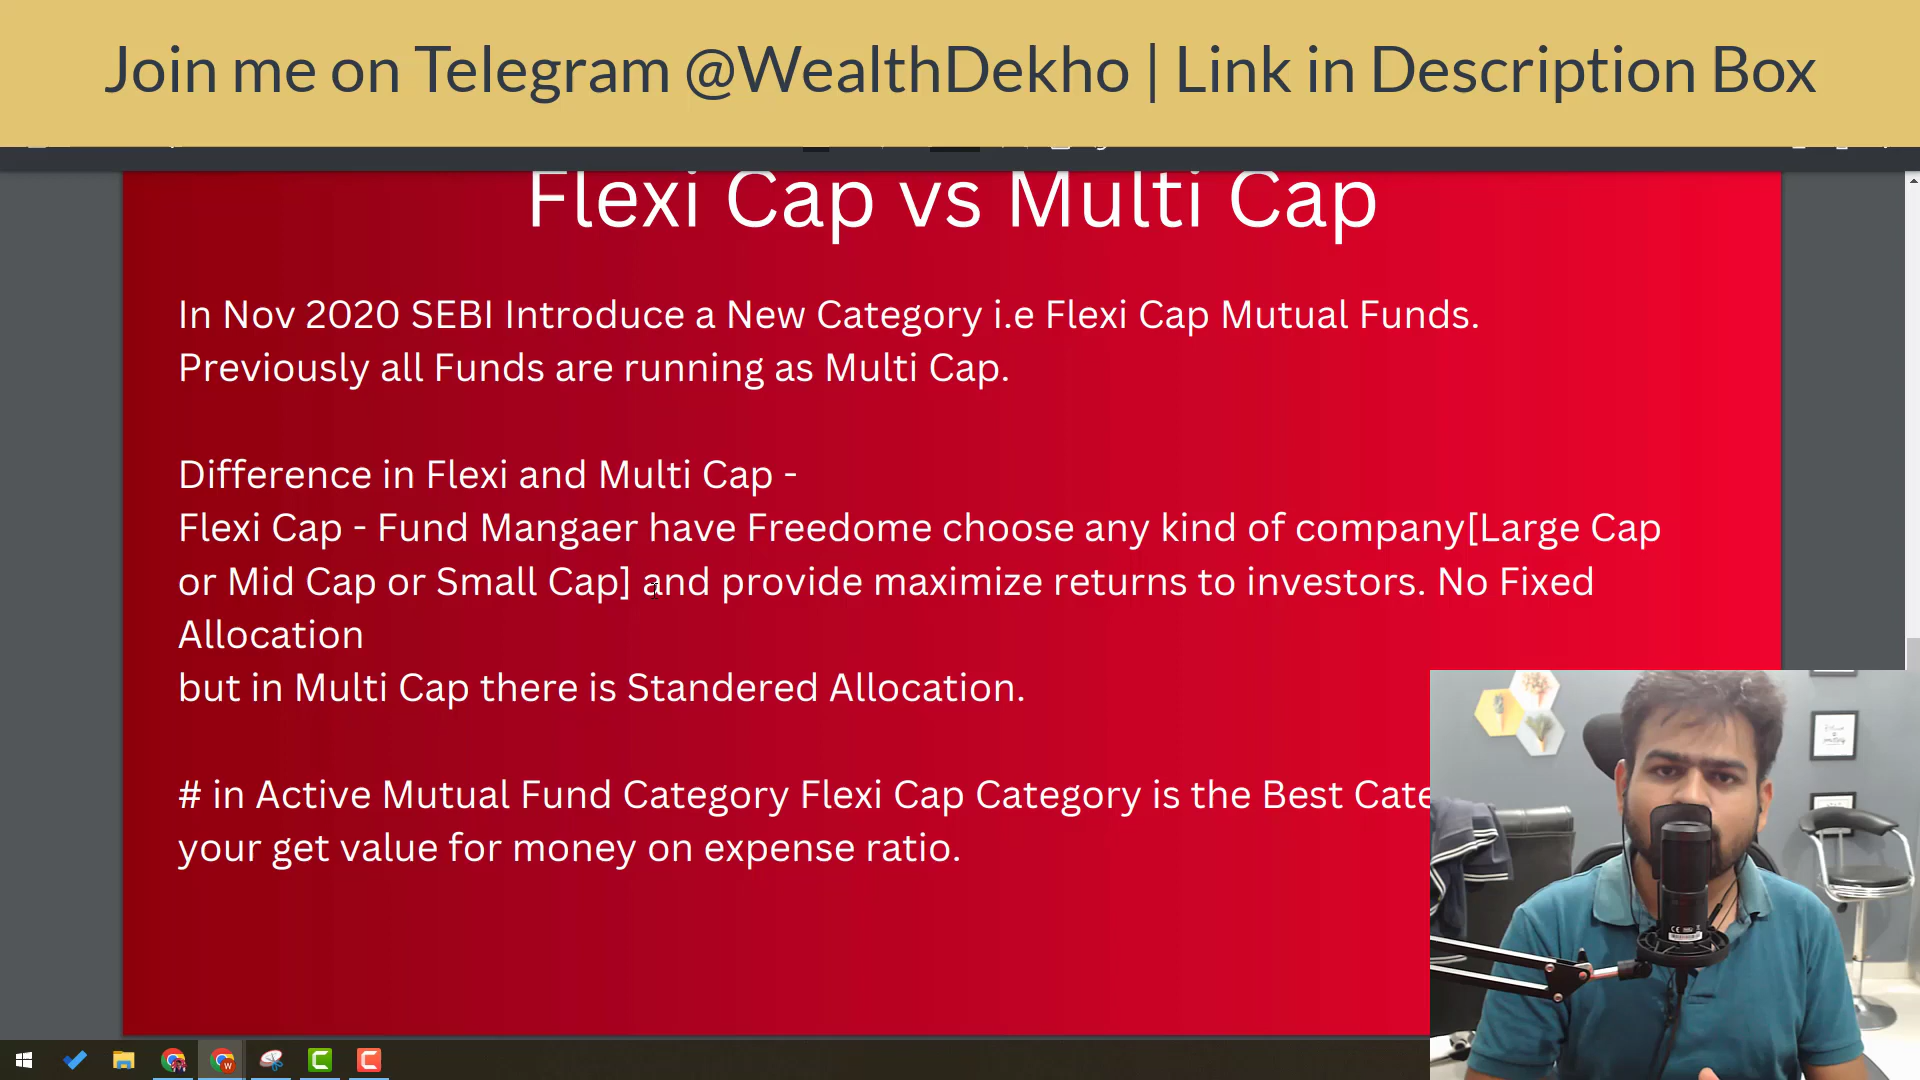 Join me on Telegram @WealthDekho | Link in Description Box
Flexi Cap vs Multi Cap
In Nov 2020 SEBI Introduce a New Category i.e Flexi Cap Mutual Funds.
Previously all Funds are running as Multi Cap.
Difference in Flexi and Multi Cap -
Flexi Cap - Fund Mangaer have Freedome choose any kind of company[Large Cap
or Mid Cap or Small Cap] and provide maximize returns to investors. No Fixed
Allocation
but in Multi Cap there is Standered Allocation.
# in Active Mutual Fund Category Flexi Cap Category is the Best
your get value for money on expense ratio.